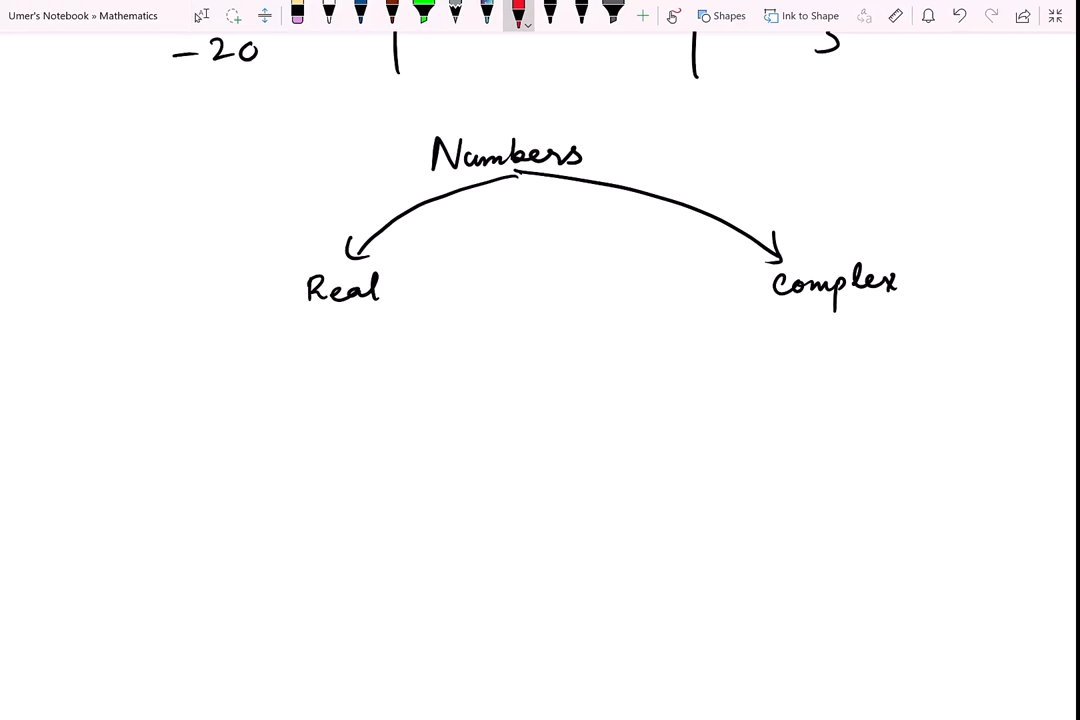 Umer's Notebook » Mathematics
Shapes
Ink to Shape
-20
Numbers
Real
Complex